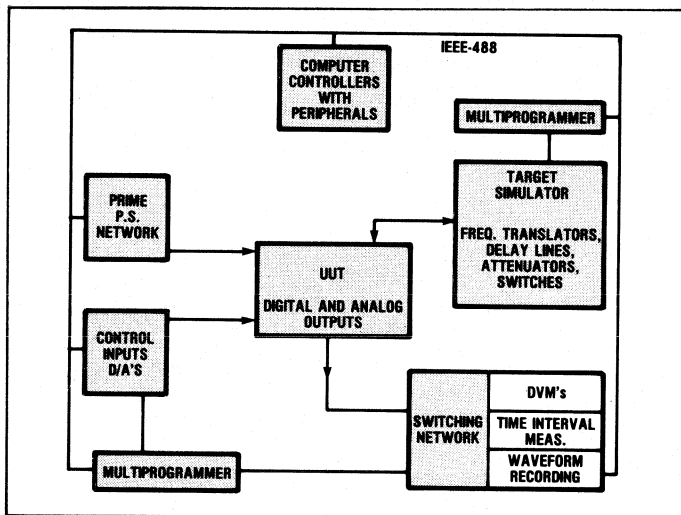 IEEE-488
COMPUTER
CONTROLLERS
WITH
PERIPHERALS
MULTIPROGRAMMER
TARGET
SIMULATOR
FREQ. TRANSLATORS,
DELAY LINES,
ATTENUATORS,
SWITCHES
PRIME
P.S.
NETWORK
UUT
DIGITAL AND ANALOG
OUTPUTS
CONTROL
INPUTS
D/A'S
MULTIPROGRAMMER
SWITCHING
NETWORK
DVM's
TIME INTERVAL
MEAS.
WAVEFORM
RECORDING